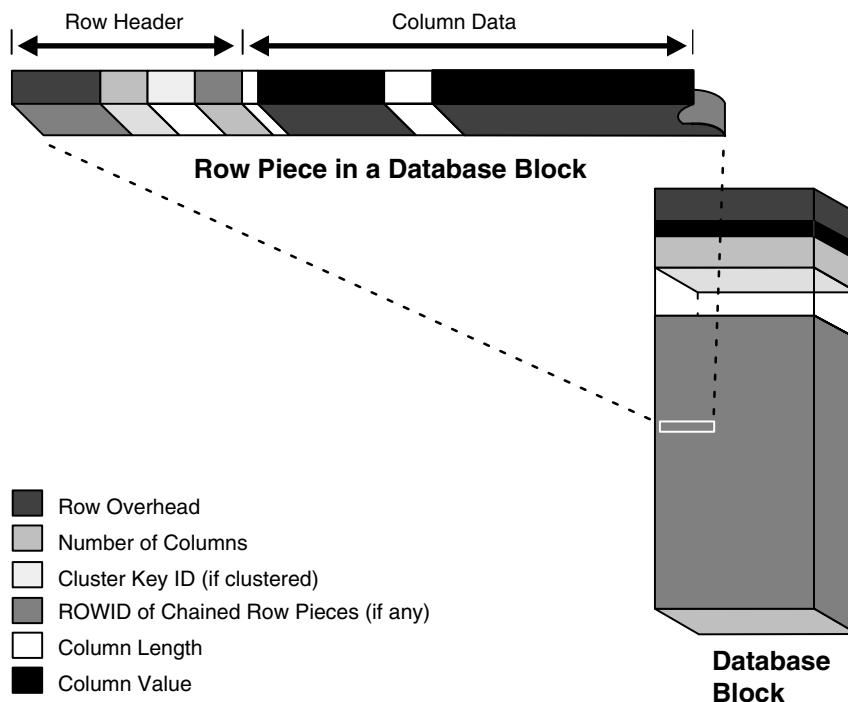 Row Header
Column Data
Row Piece in a Database Block
Row Overhead
Number of Columns
Cluster Key ID (if clustered)
ROWID of Chained Row Pieces (if any)
Column Length
Column Value
Database
Block